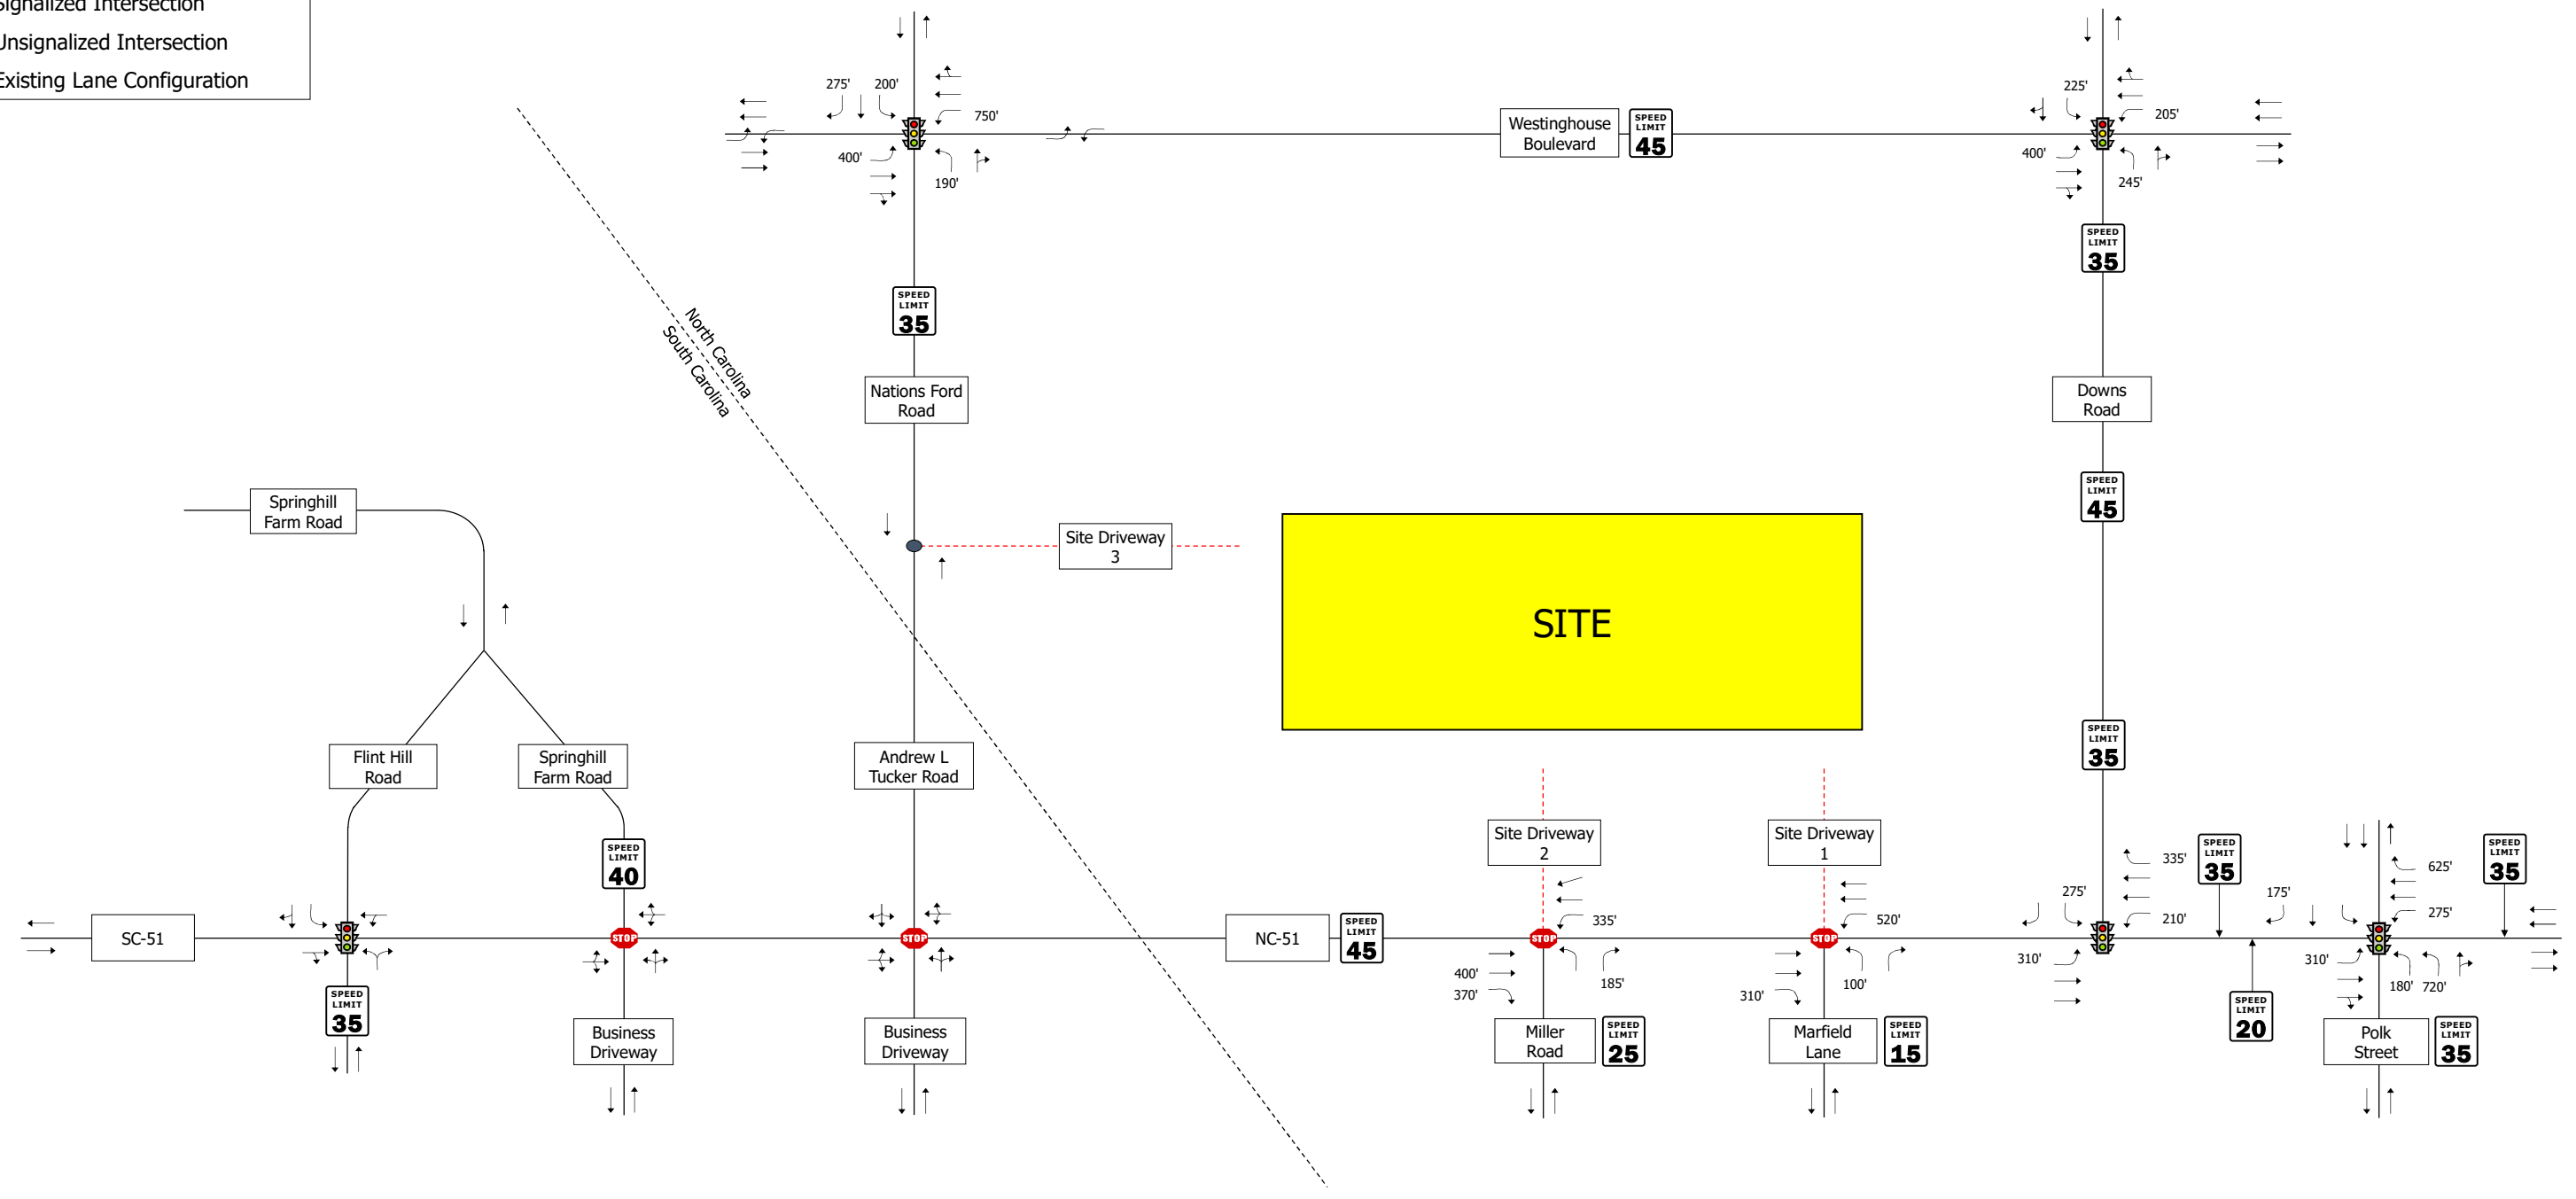 Signalized Intersection
Unsignalized Intersection
Existing Lane Configuration
275'
200'
750'
400'
190'
Westinghouse
Boulevard
SPEED
LIMIT
45
225'
205'
400'
245'
SPEED
LIMIT
35
SPEED
LIMIT
35
North Carolina
South Carolina
Nations Ford
Road
Downs
Road
SPEED
LIMIT
45
Springhill
Farm Road
Site Driveway
3
SITE
Flint Hill
Road
Springhill
Farm Road
Andrew L
Tucker Road
SPEED
LIMIT
35
SPEED
LIMIT
40
Site Driveway
2
Site Driveway
1
335'
SPEED
LIMIT
35
625'
SPEED
LIMIT
35
275'
210'
175'
275'
SC-51
STOP
STOP
NC-51
SPEED
LIMIT
45
335'
STOP
520'
STOP
400'
370'
185'
310'
100'
310'
310'
180'
720'
SPEED
LIMIT
35
SPEED
LIMIT
20
Business
Driveway
Business
Driveway
Miller
Road
SPEED
LIMIT
25
Marfield
Lane
SPEED
LIMIT
15
Polk
Street
SPEED
LIMIT
35